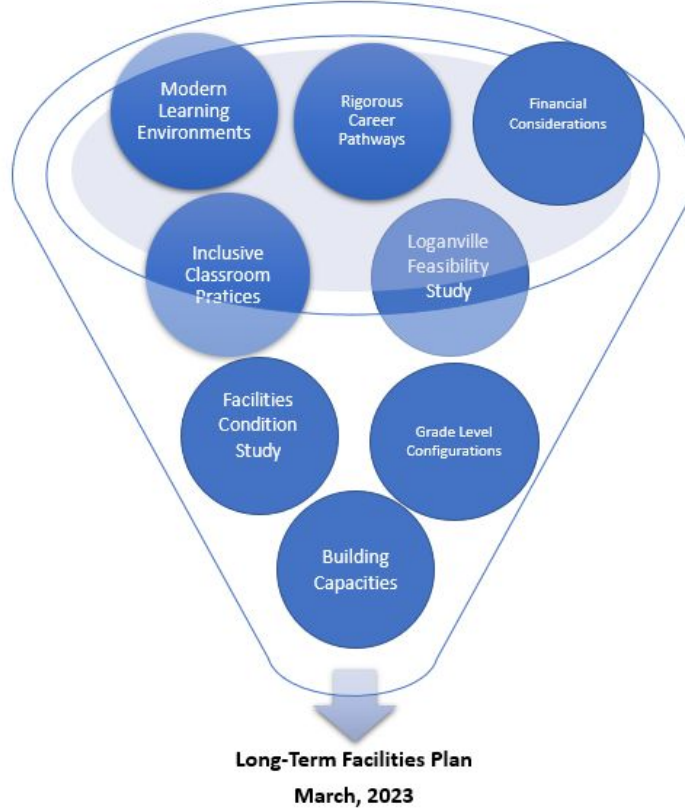 Modern
Learning
Environments
Rigorous
Career
Pathways
Financial
Considerations
Inclusive
Classroom
Pratices
Loganville
Feasibility
Study
Facilities
Condition
Study
Grade Level
Configurations
Building
Capacities
Long-Term Facilities Plan
March, 2023